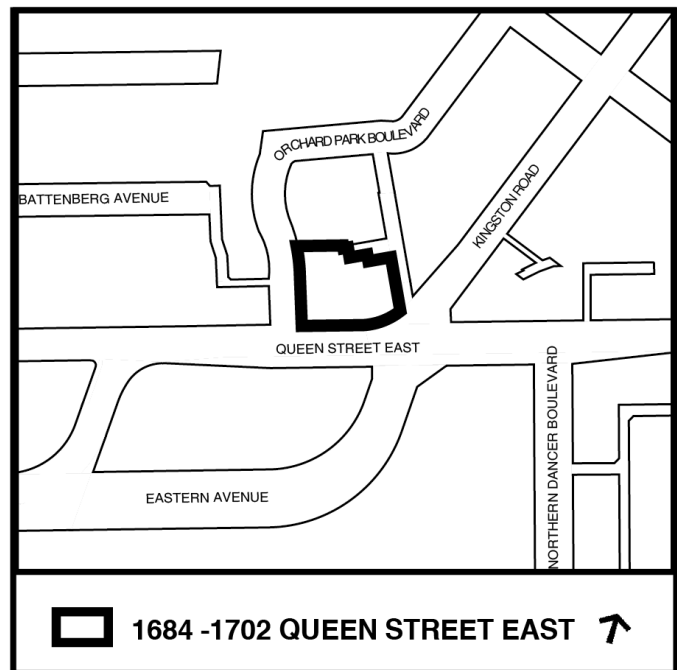 ORCHARD PARK BOULEVARD
BATTENBERG AVENUE
KINGSTON ROAD
QUEEN STREET EAST
NORTHERN DANCER BOULEVARD
EASTERN AVENUE
1684 -1702 QUEEN STREET EAST